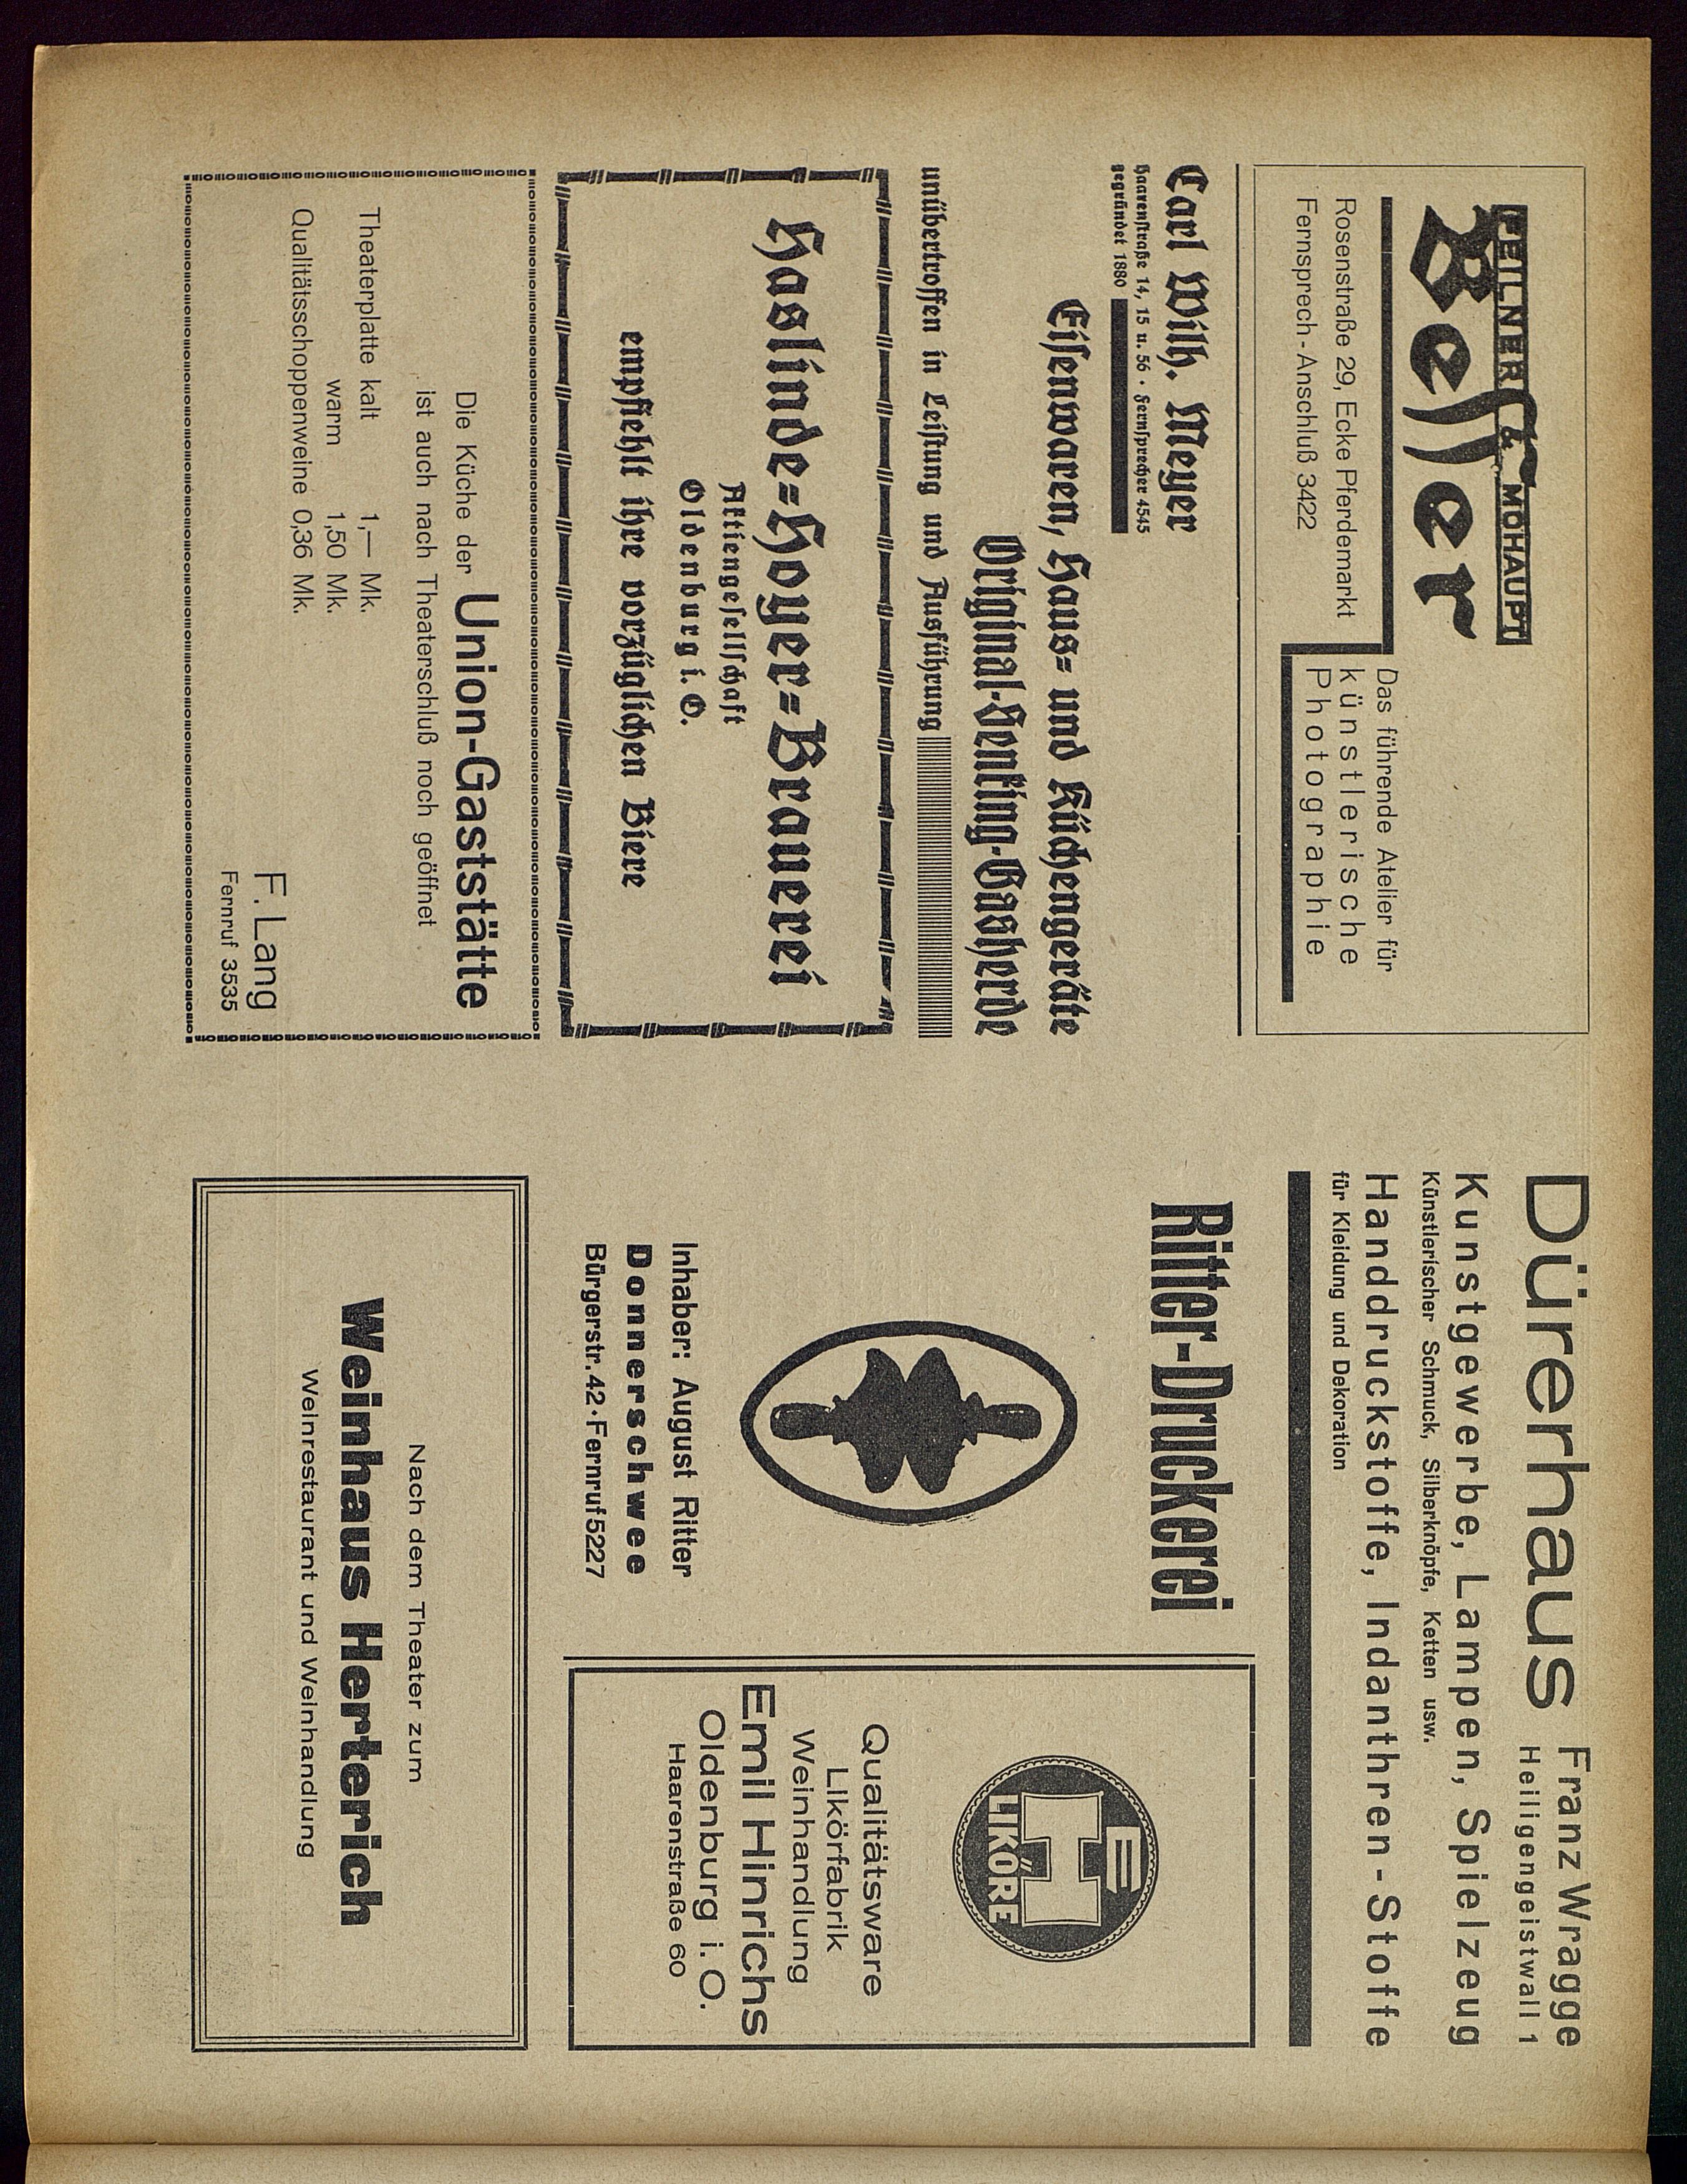 FEILNER & MOHAUPT
Besser
Rosenstraße 29, Ecke Pferdemarkt
Fernsprech-Anschluß 3422
Das führende Atelier für
künstlerische
Photographie
Carl Wilh. Meyer
Haarenstraße 14, 15 u. 56 · Fernsprecher 4545
gegründet 1880
Eisenwaren, Haus- und Küchengeräte
Original-Senking-Gasherde
unübertroffen in Leistung und Ausführung
Haslinde-Hoyer-Brauerei
Aktiengesellschaft
Oldenburg i. O.
empfiehlt ihre vorzüglichen Biere
Die Küche der Union-Gaststätte
ist auch nach Theaterschluß noch geöffnet
Theaterplatte kalt 1,— Mk.
warm 1,50 Mk.
Qualitätsschoppenweine 0,36 Mk.
F. Lang
Fernruf 3535
Dürerhaus Franz Wragge
Heiligengeistwall 1
Kunstgewerbe, Lampen, Spielzeug
Künstlerischer Schmuck, Silberknöpfe, Ketten usw.
Handdruckstoffe, Indanthren-Stoffe
für Kleidung und Dekoration
Ritter-Druckerei
Inhaber: August Ritter
Donnerschwee
Bürgerstr. 42 · Fernruf 5227
E
H
LIKÖRE
Qualitätsware
Likörfabrik
Weinhandlung
Emil Hinrichs
Oldenburg i. O.
Haarenstraße 60
Nach dem Theater zum
Weinhaus Herterich
Weinrestaurant und Weinhandlung